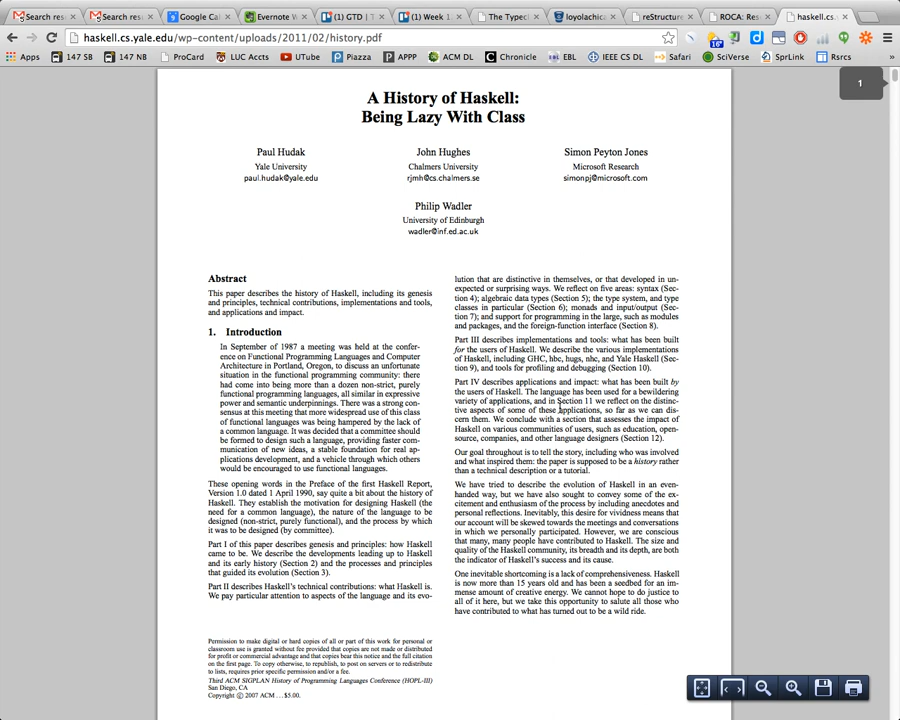 Search res
Search res
Google Cal
Evernote W
(1) GTD | T
(1) Week 1
The Typecl
loyolachic
reStructure
ROCA: Res
haskell.cs.
haskell.cs.yale.edu/wp-content/uploads/2011/02/history.pdf
16°
Apps 147 SB 147 NB ProCard LUC Accts UTube Piazza APPP ACM DL Chronicle EBL IEEE CS DL Safari SciVerse SprLink Rsrcs »
1
A History of Haskell:
Being Lazy With Class
Paul Hudak
Yale University
paul.hudak@yale.edu
John Hughes
Chalmers University
rjmh@cs.chalmers.se
Simon Peyton Jones
Microsoft Research
simonpj@microsoft.com
Philip Wadler
University of Edinburgh
wadler@inf.ed.ac.uk
Abstract
This paper describes the history of Haskell, including its genesis
and principles, technical contributions, implementations and tools,
and applications and impact.
1. Introduction
In September of 1987 a meeting was held at the confer-
ence on Functional Programming Languages and Computer
Architecture in Portland, Oregon, to discuss an unfortunate
situation in the functional programming community: there
had come into being more than a dozen non-strict, purely
functional programming languages, all similar in expressive
power and semantic underpinnings. There was a strong con-
sensus at this meeting that more widespread use of this class
of functional languages was being hampered by the lack of
a common language. It was decided that a committee should
be formed to design such a language, providing faster com-
munication of new ideas, a stable foundation for real ap-
plications development, and a vehicle through which others
would be encouraged to use functional languages.
These opening words in the Preface of the first Haskell Report,
Version 1.0 dated 1 April 1990, say quite a bit about the history of
Haskell. They establish the motivation for designing Haskell (the
need for a common language), the nature of the language to be
designed (non-strict, purely functional), and the process by which
it was to be designed (by committee).
Part I of this paper describes genesis and principles: how Haskell
came to be. We describe the developments leading up to Haskell
and its early history (Section 2) and the processes and principles
that guided its evolution (Section 3).
Part II describes Haskell's technical contributions: what Haskell is.
We pay particular attention to aspects of the language and its evo-
Permission to make digital or hard copies of all or part of this work for personal or
classroom use is granted without fee provided that copies are not made or distributed
for profit or commercial advantage and that copies bear this notice and the full citation
on the first page. To copy otherwise, to republish, to post on servers or to redistribute
to lists, requires prior specific permission and/or a fee.
Third ACM SIGPLAN History of Programming Languages Conference (HOPL-III)
San Diego, CA
Copyright © 2007 ACM ... $5.00.
lution that are distinctive in themselves, or that developed in un-
expected or surprising ways. We reflect on five areas: syntax (Sec-
tion 4); algebraic data types (Section 5); the type system, and type
classes in particular (Section 6); monads and input/output (Sec-
tion 7); and support for programming in the large, such as modules
and packages, and the foreign-function interface (Section 8).
Part III describes implementations and tools: what has been built
for the users of Haskell. We describe the various implementations
of Haskell, including GHC, hbc, hugs, nhc, and Yale Haskell (Sec-
tion 9), and tools for profiling and debugging (Section 10).
Part IV describes applications and impact: what has been built by
the users of Haskell. The language has been used for a bewildering
variety of applications, and in Section 11 we reflect on the distinc-
tive aspects of some of these applications, so far as we can dis-
cern them. We conclude with a section that assesses the impact of
Haskell on various communities of users, such as education, open-
source, companies, and other language designers (Section 12).
Our goal throughout is to tell the story, including who was involved
and what inspired them: the paper is supposed to be a history rather
than a technical description or a tutorial.
We have tried to describe the evolution of Haskell in an even-
handed way, but we have also sought to convey some of the ex-
citement and enthusiasm of the process by including anecdotes and
personal reflections. Inevitably, this desire for vividness means that
our account will be skewed towards the meetings and conversations
in which we personally participated. However, we are conscious
that many, many people have contributed to Haskell. The size and
quality of the Haskell community, its breadth and its depth, are both
the indicator of Haskell's success and its cause.
One inevitable shortcoming is a lack of comprehensiveness. Haskell
is now more than 15 years old and has been a seedbed for an im-
mense amount of creative energy. We cannot hope to do justice to
all of it here, but we take this opportunity to salute all those who
have contributed to what has turned out to be a wild ride.